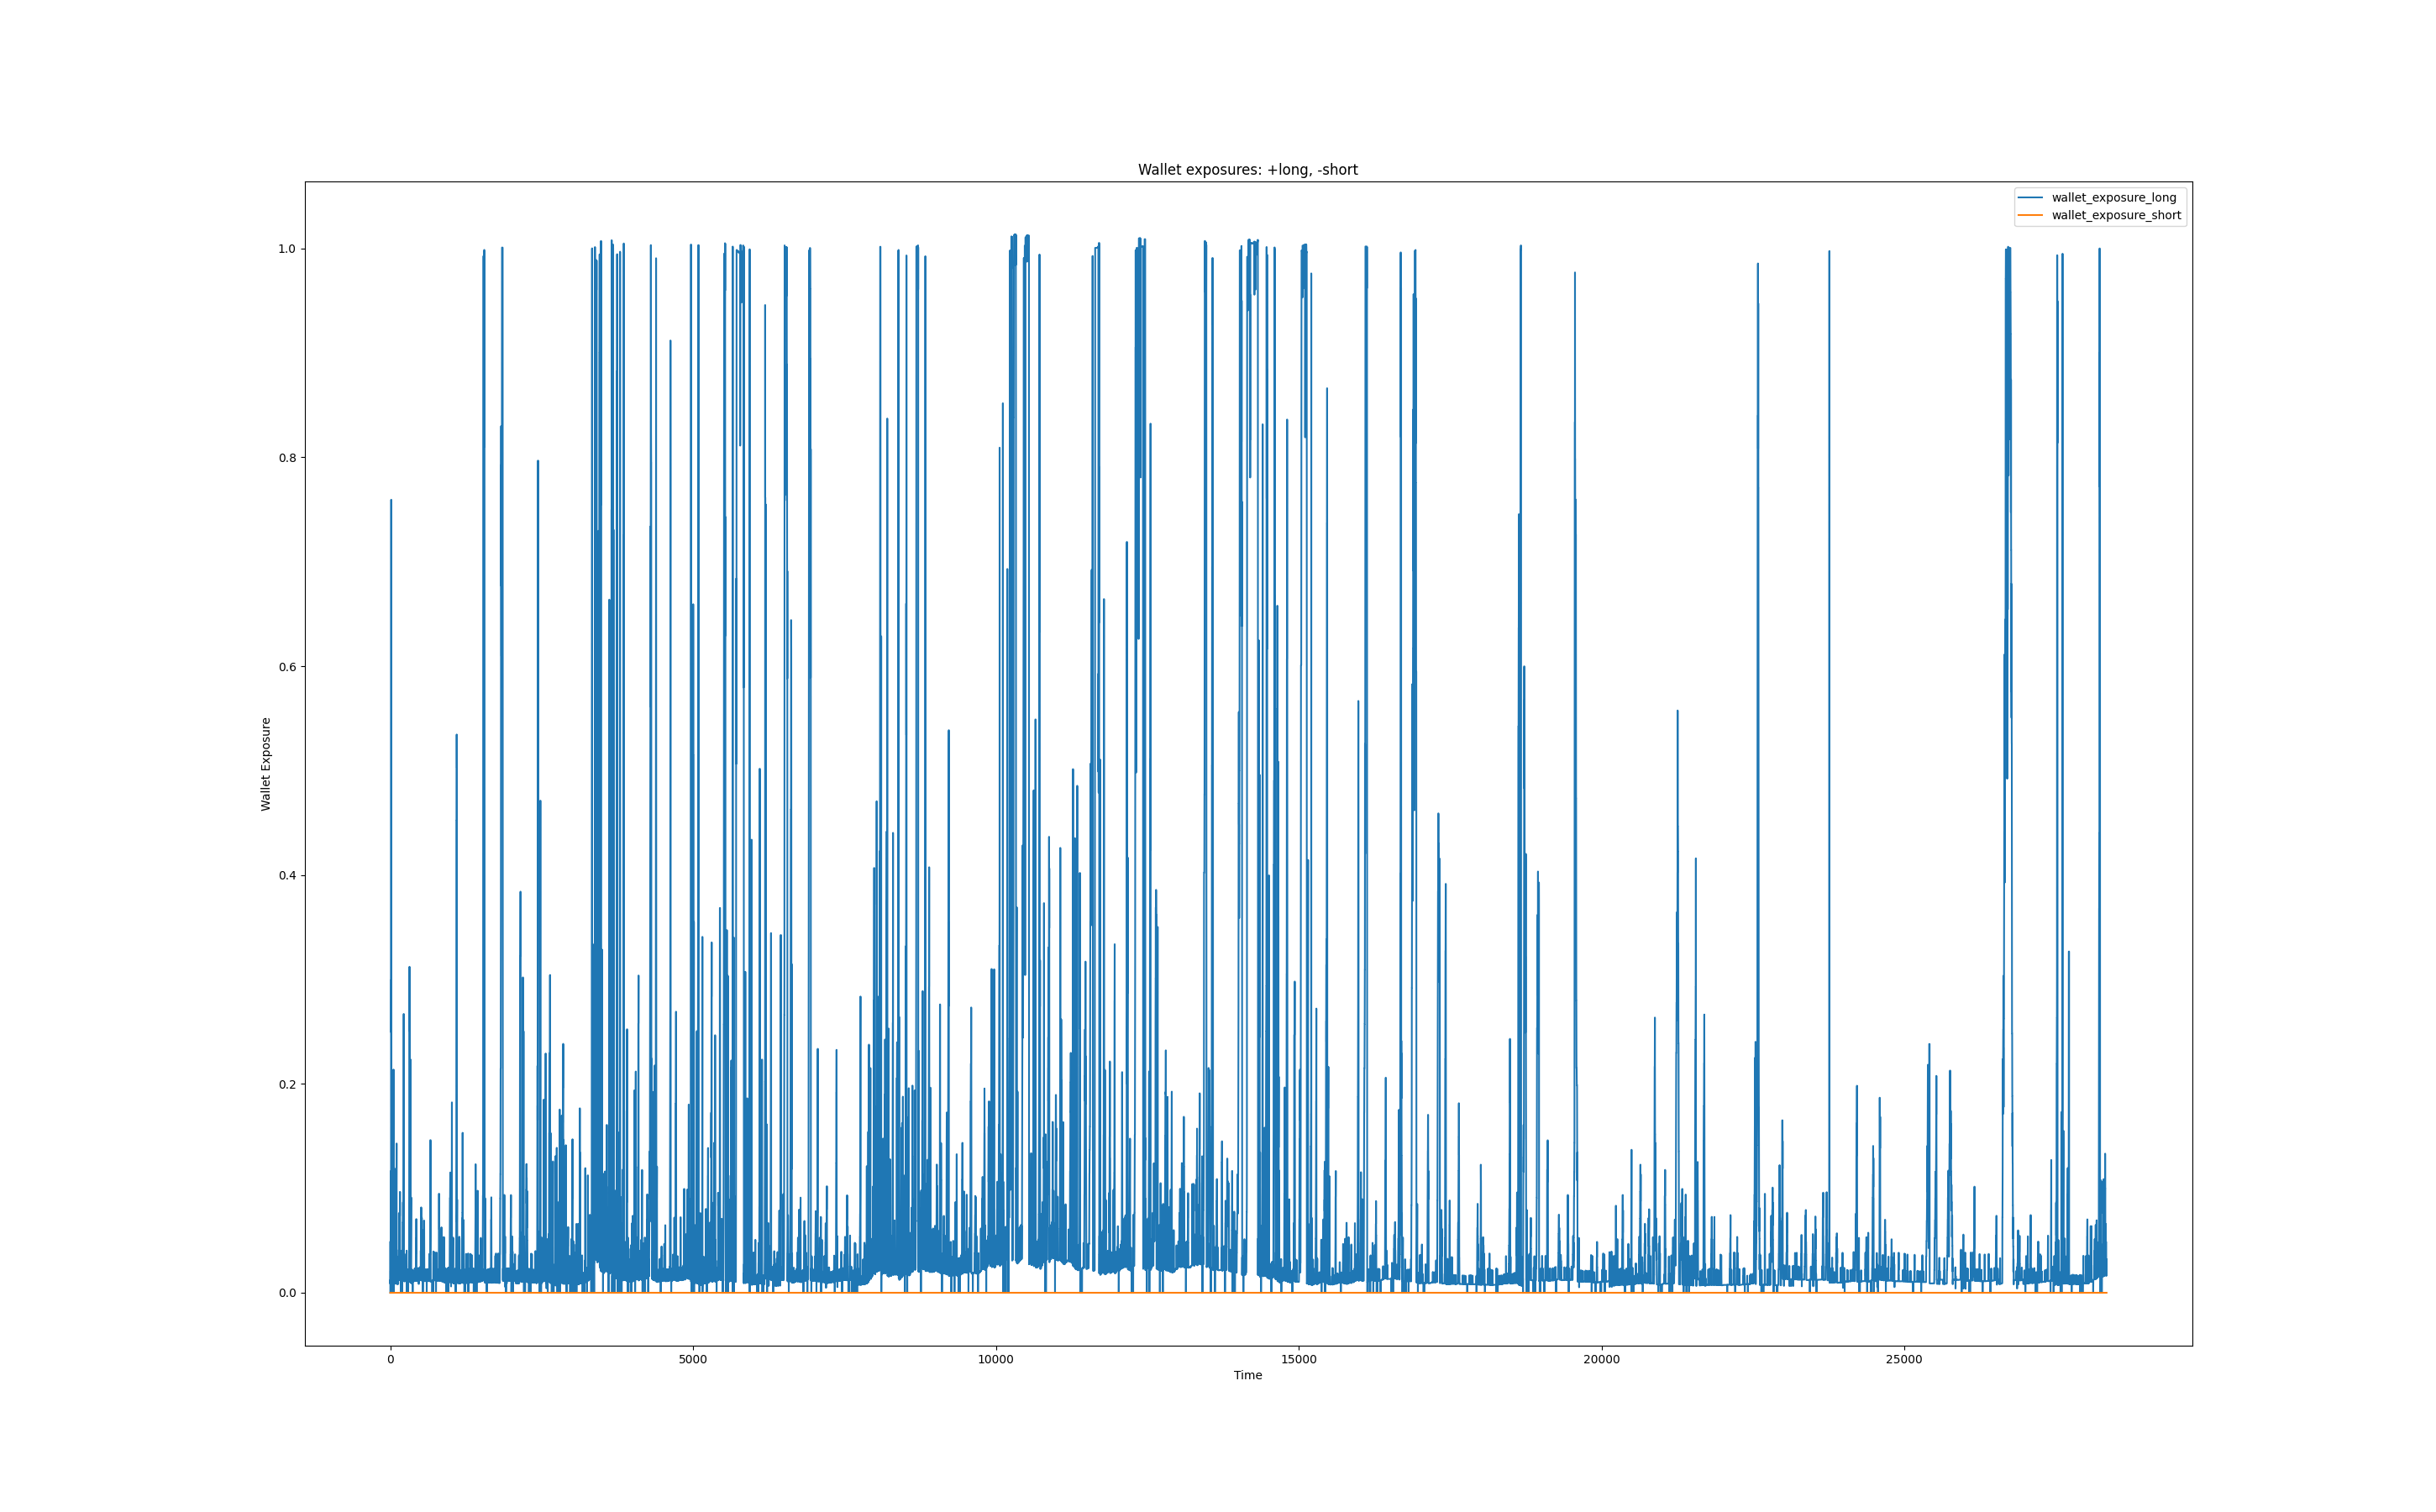 Wallet exposures: +long, -short
wallet_exposure_long
wallet_exposure_short
1.0
0.8
0.6
0.4
0.2
0.0
Wallet Exposure
0 5000 10000 15000 20000 25000
Time